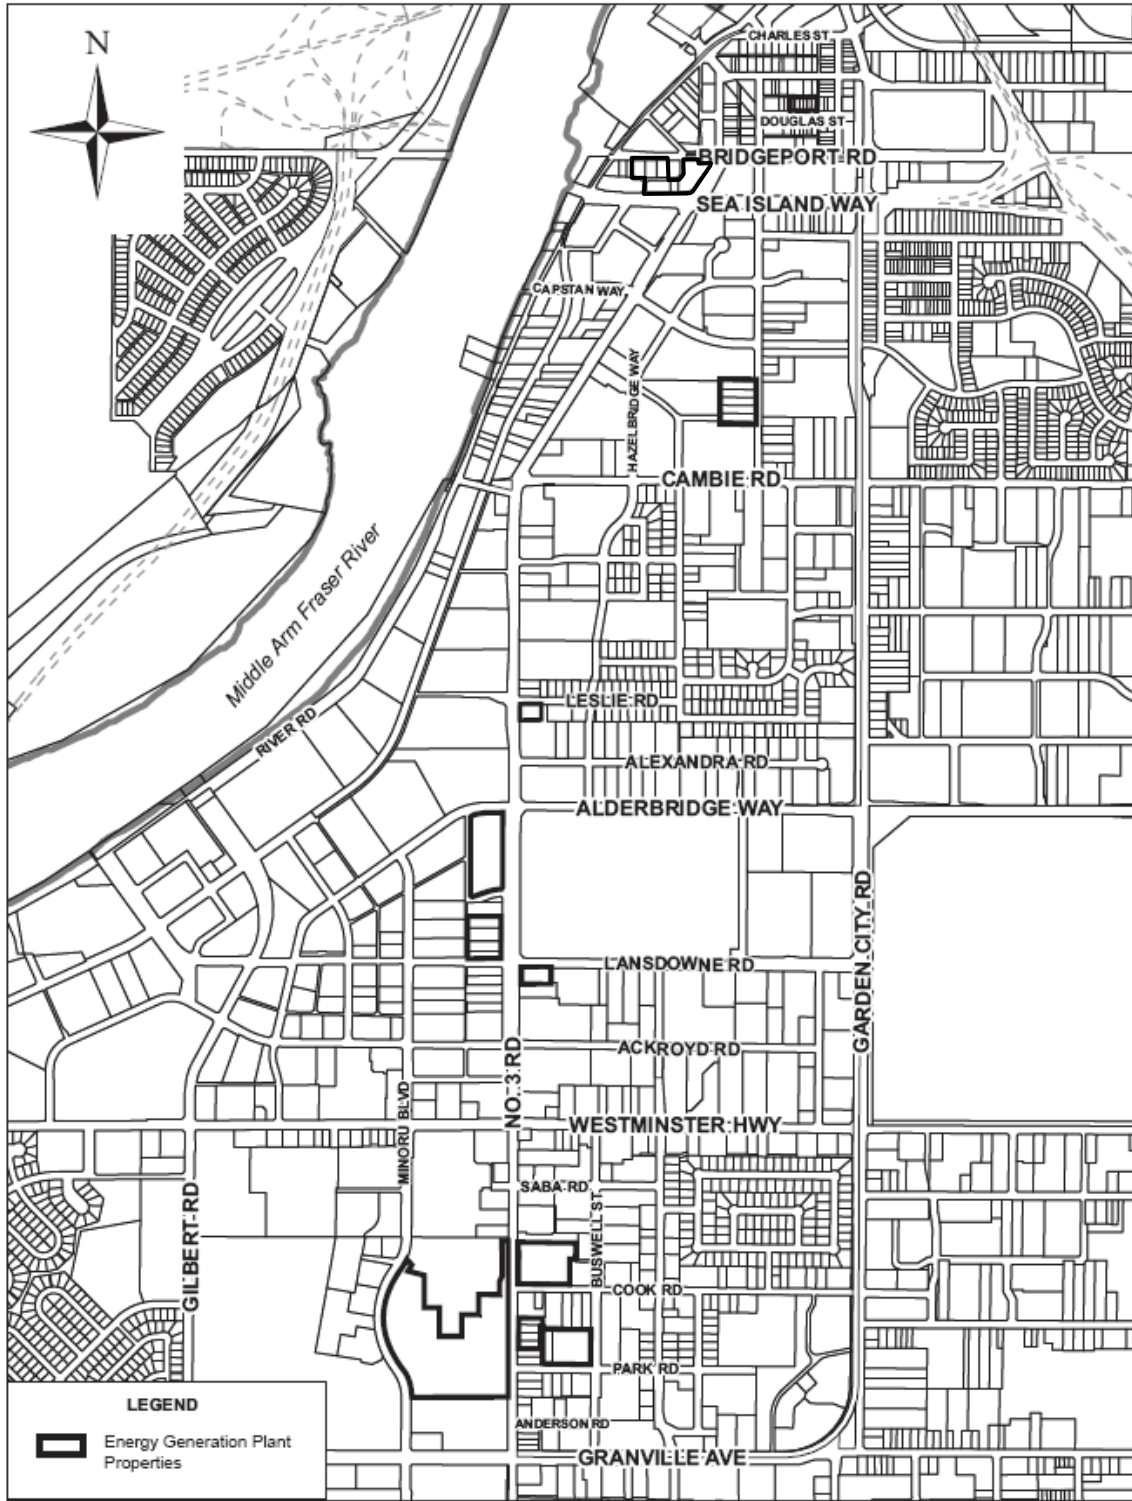 N
CHARLES ST
DOUGLAS ST
BRIDGEPORT RD
SEA ISLAND WAY
CAPSTAN WAY
HAZELBRIDGE WAY
CAMBIE RD
Middle Arm Fraser River
RIVER RD
LESLIE RD
ALEXANDRA RD
ALDERBRIDGE WAY
GARDEN CITY RD
LANSDOWNE RD
NO. 3 RD
ACKROYD RD
MINORU BLVD
WESTMINSTER HWY
GILBERT RD
SABA RD
BUSWELL ST
COOK RD
PARK RD
ANDERSON RD
GRANVILLE AVE
LEGEND
Energy Generation Plant
Properties